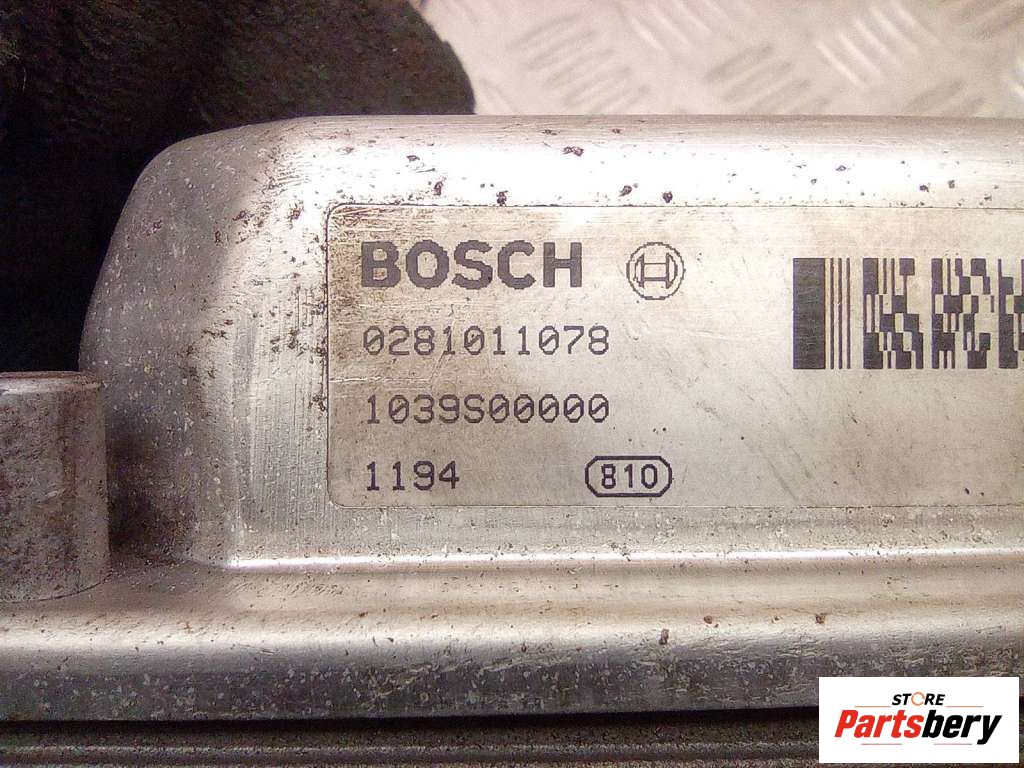 BOSCH
0281011078
1039S00000
1194 810
STORE
Partsbery